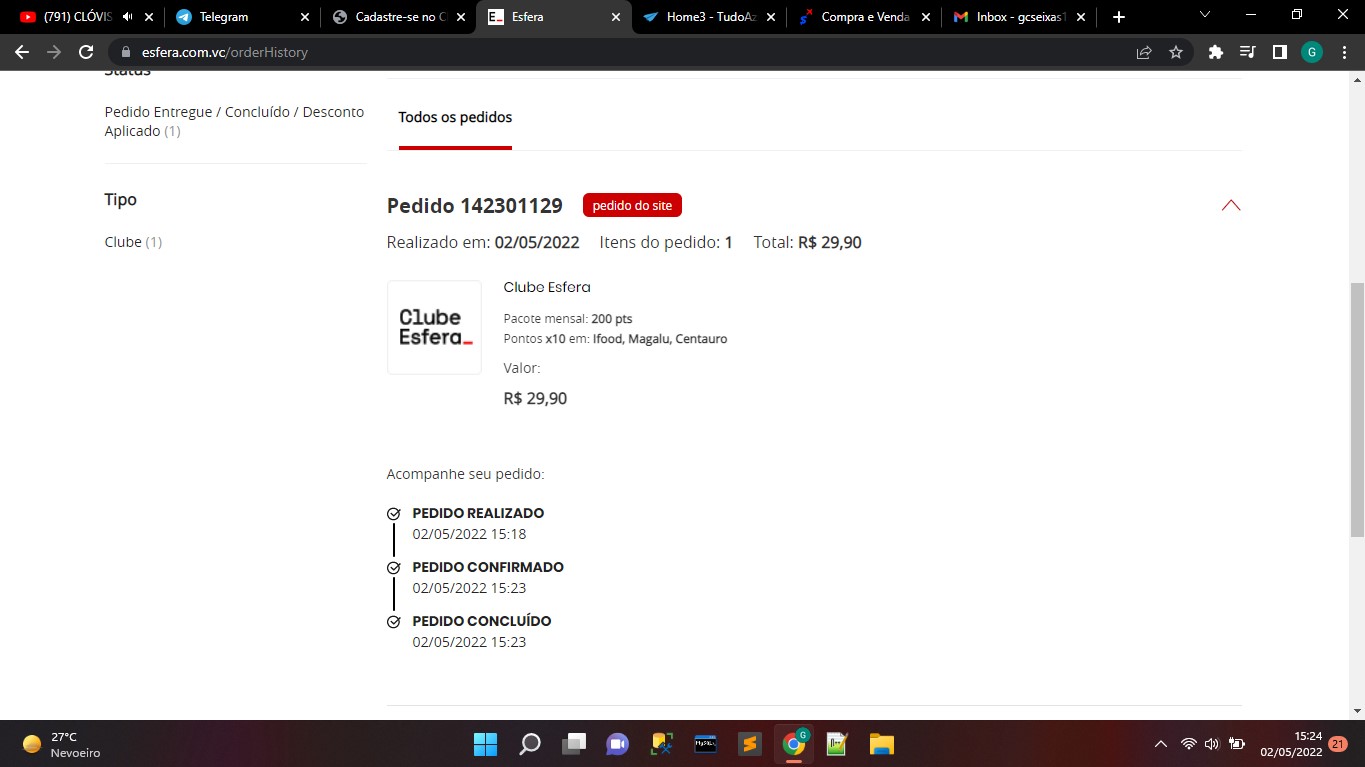 (791) CLÓVIS
Telegram
Cadastre-se no C
E_ Esfera
Home3 - TudoAz
Compra e Venda
Inbox - gcseixas1
esfera.com.vc/orderHistory
G
Status
Pedido Entregue / Concluído / Desconto
Aplicado (1)
Tipo
Clube (1)
Todos os pedidos
Pedido 142301129 pedido do site
Realizado em: 02/05/2022 Itens do pedido: 1 Total: R$ 29,90
Clube
Esfera_
Clube Esfera
Pacote mensal: 200 pts
Pontos x10 em: Ifood, Magalu, Centauro
Valor:
R$ 29,90
Acompanhe seu pedido:
PEDIDO REALIZADO
02/05/2022 15:18
PEDIDO CONFIRMADO
02/05/2022 15:23
PEDIDO CONCLUÍDO
02/05/2022 15:23
27°C
Nevoeiro
G
15:24
02/05/2022
21